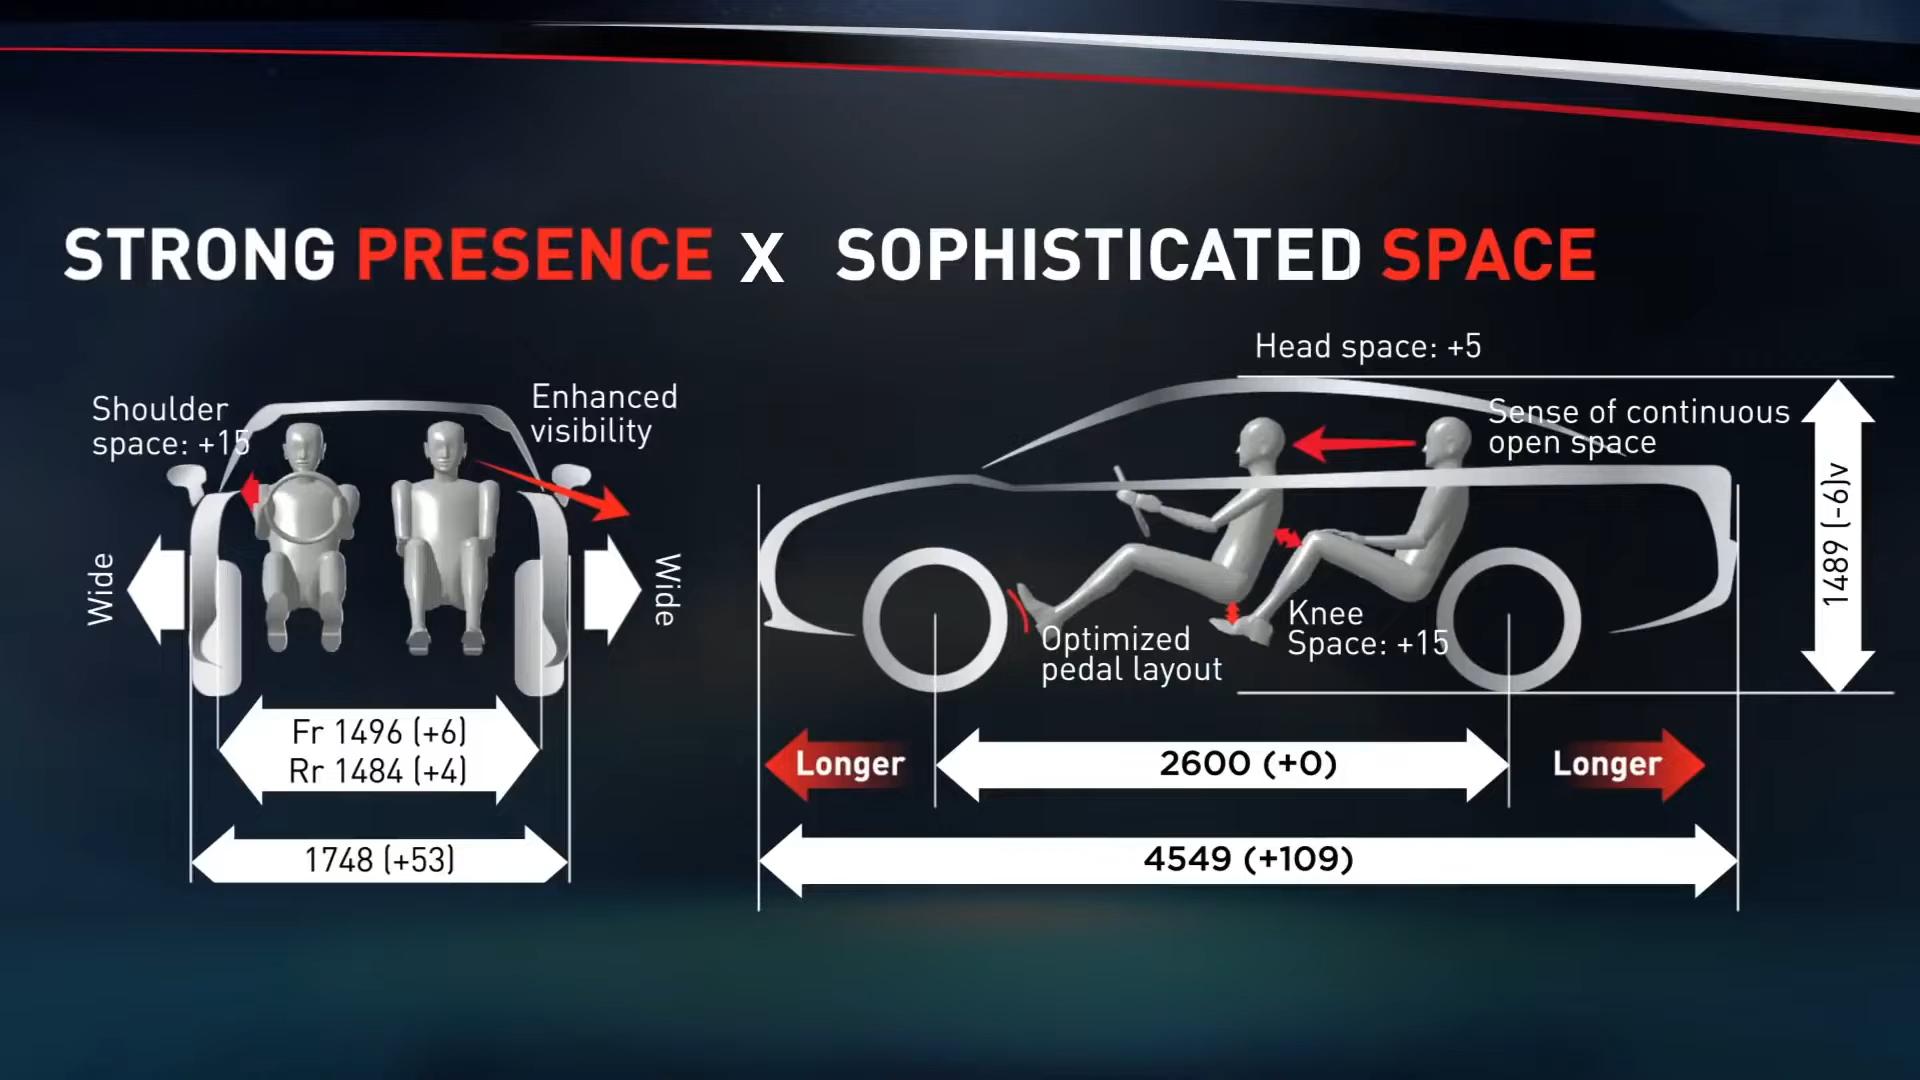 STRONG PRESENCE X SOPHISTICATED SPACE
Shoulder
space: +15
Enhanced
visibility
Wide
Wide
Fr 1496 (+6)
Rr 1484 (+4)
1748 (+53)
Head space: +5
Sense of continuous
open space
1489 (-6)v
Optimized
pedal layout
Knee
Space: +15
Longer
2600 (+0)
Longer
4549 (+109)